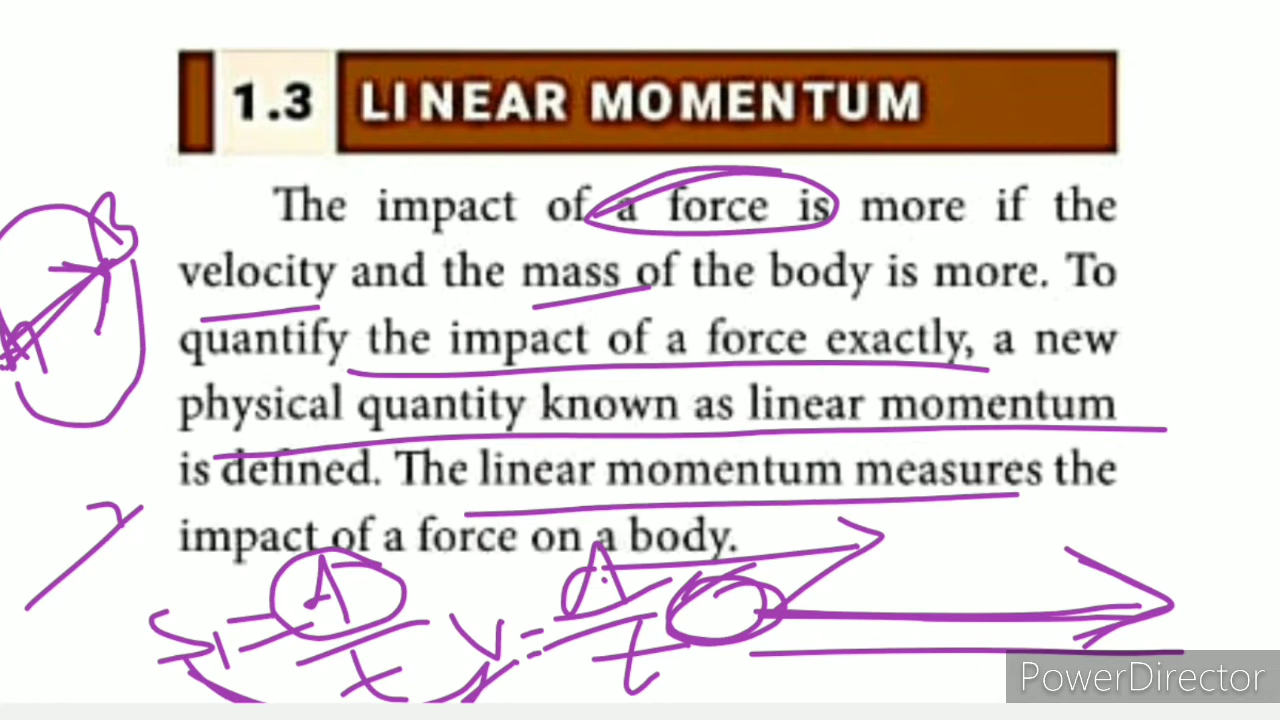 1.3 LINEAR MOMENTUM
The impact of a force is more if the
velocity and the mass of the body is more. To
quantify the impact of a force exactly, a new
physical quantity known as linear momentum
is defined. The linear momentum measures the
impact of a force on a body.
PowerDirector